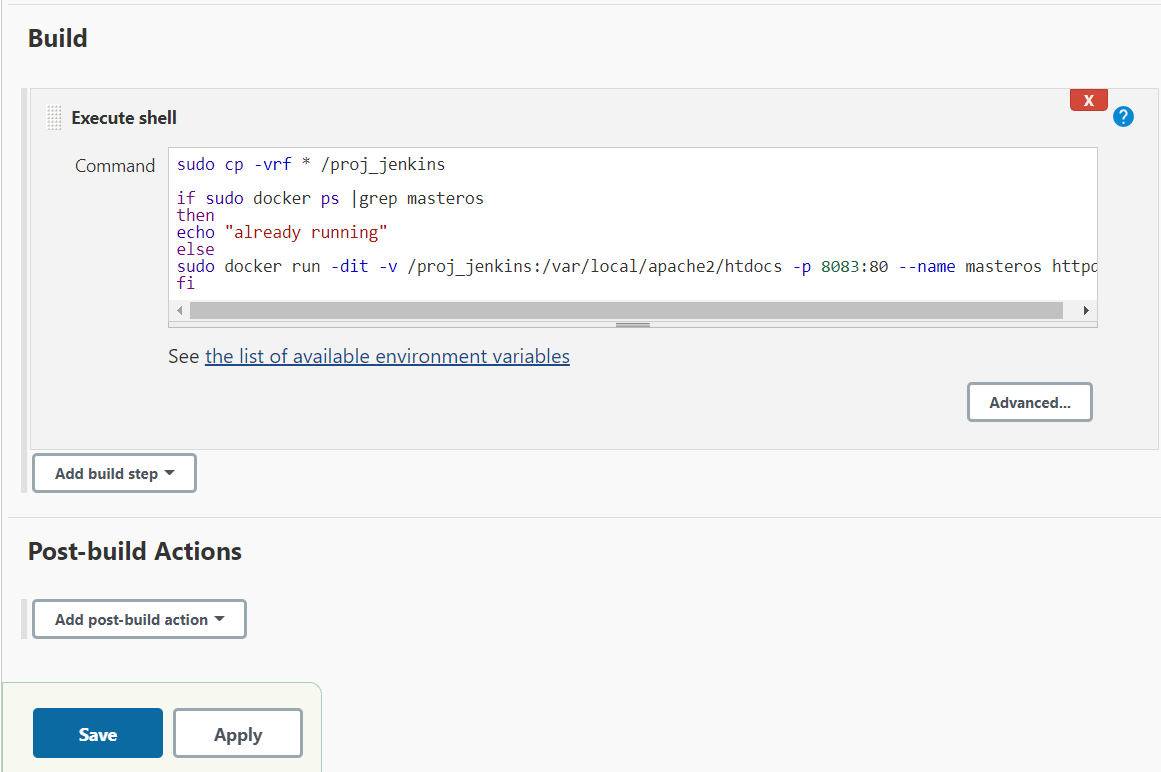 Build
Execute shell
X
?
Command
sudo cp -vrf * /proj_jenkins
if sudo docker ps |grep masteros
then
echo "already running"
else
sudo docker run -dit -v /proj_jenkins:/var/local/apache2/htdocs -p 8083:80 --name masteros httpd
fi
See the list of available environment variables
Advanced...
Add build step
Post-build Actions
Add post-build action
Save
Apply